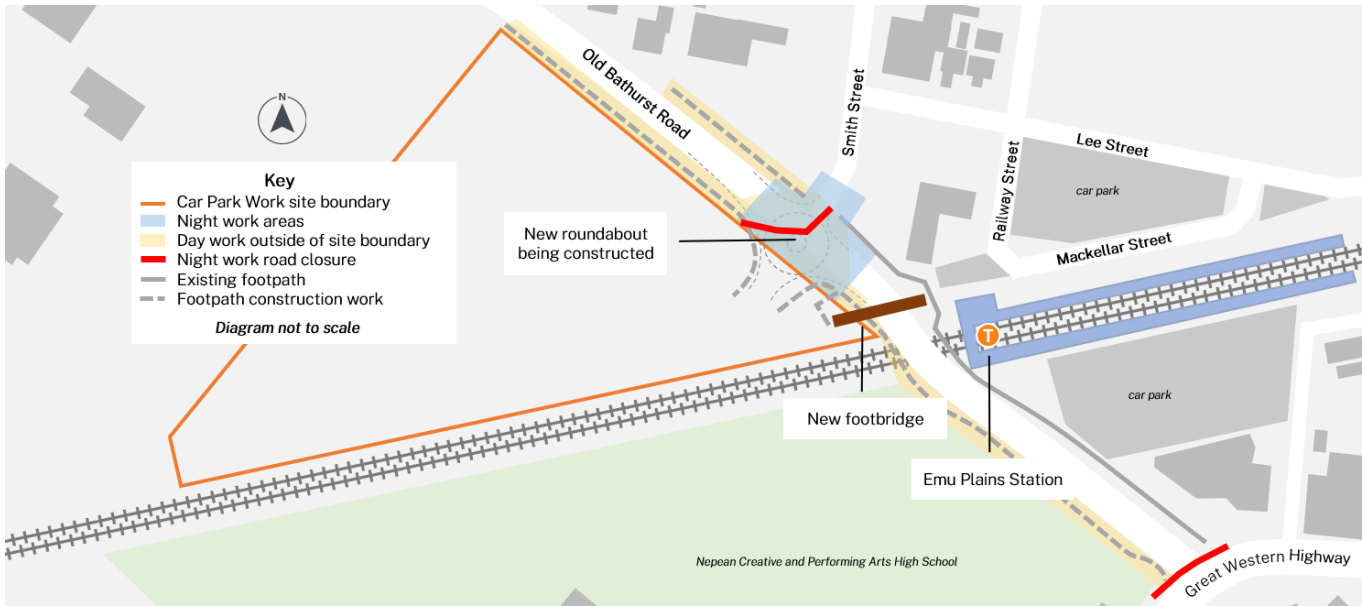 Old Bathurst Road
Smith Street
Lee Street
Railway Street
car park
Mackellar Street
N
Key
Car Park Work site boundary
Night work areas
Day work outside of site boundary
Night work road closure
Existing footpath
Footpath construction work
Diagram not to scale
New roundabout
being constructed
T
New footbridge
car park
Emu Plains Station
Nepean Creative and Performing Arts High School
Great Western Highway